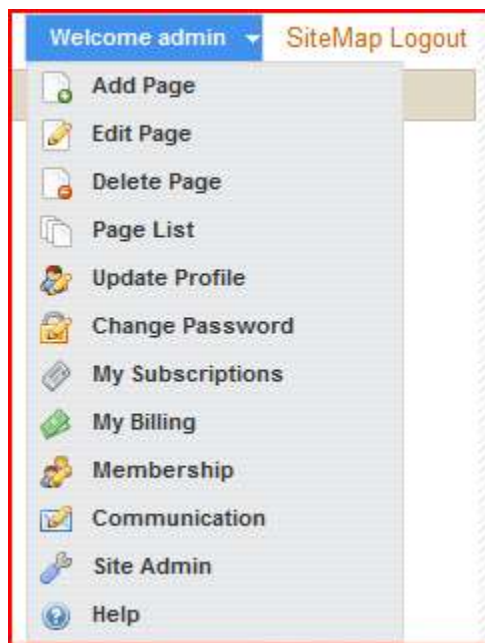 Welcome admin SiteMap Logout
Add Page
Edit Page
Delete Page
Page List
Update Profile
Change Password
My Subscriptions
My Billing
Membership
Communication
Site Admin
Help